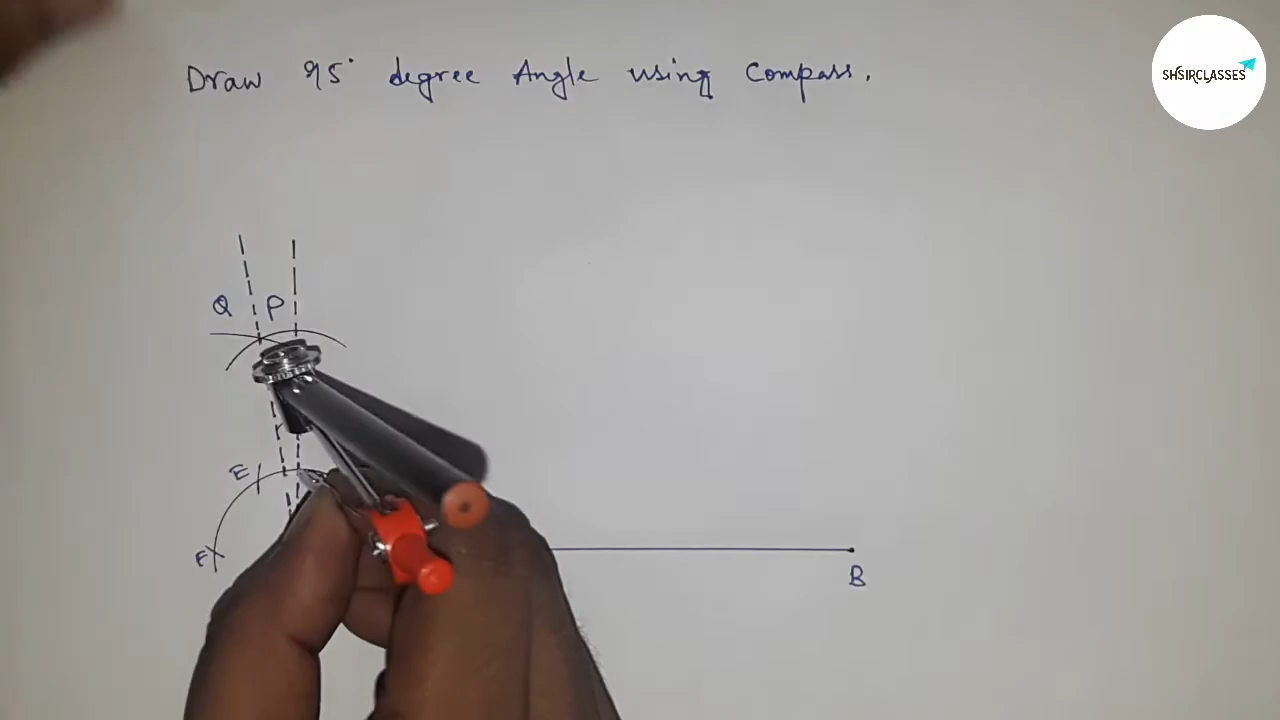 Draw 95° degree Angle using Compass.
SHSIRCLASSES
Q P
E
F
B